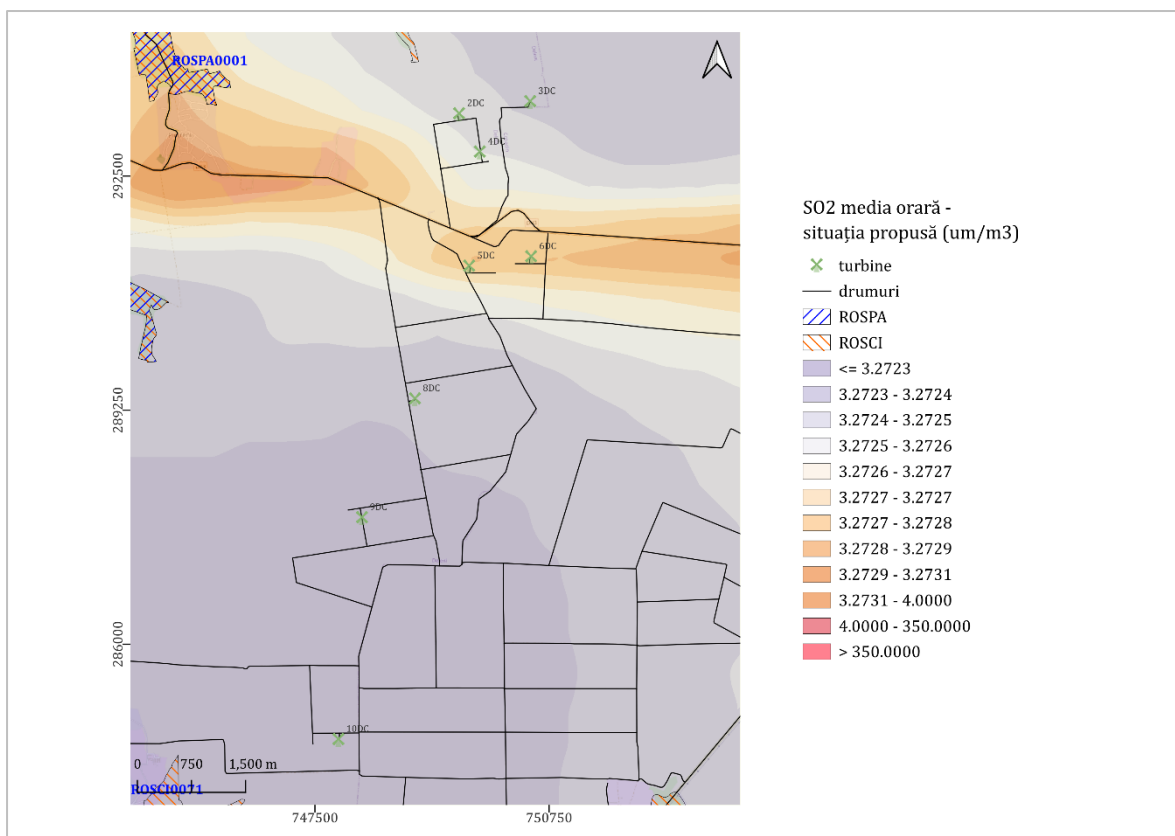 ROSPA0001
3DC
2DC
4DC
292500
6DC
5DC
8DC
289250
9DC
286000
10DC
0 750 1,500 m
ROSCI0071
747500 750750
SO2 media orară -
situația propusă (um/m3)
turbine
drumuri
ROSPA
ROSCI
<= 3.2723
3.2723 - 3.2724
3.2724 - 3.2725
3.2725 - 3.2726
3.2726 - 3.2727
3.2727 - 3.2727
3.2727 - 3.2728
3.2728 - 3.2729
3.2729 - 3.2731
3.2731 - 4.0000
4.0000 - 350.0000
> 350.0000